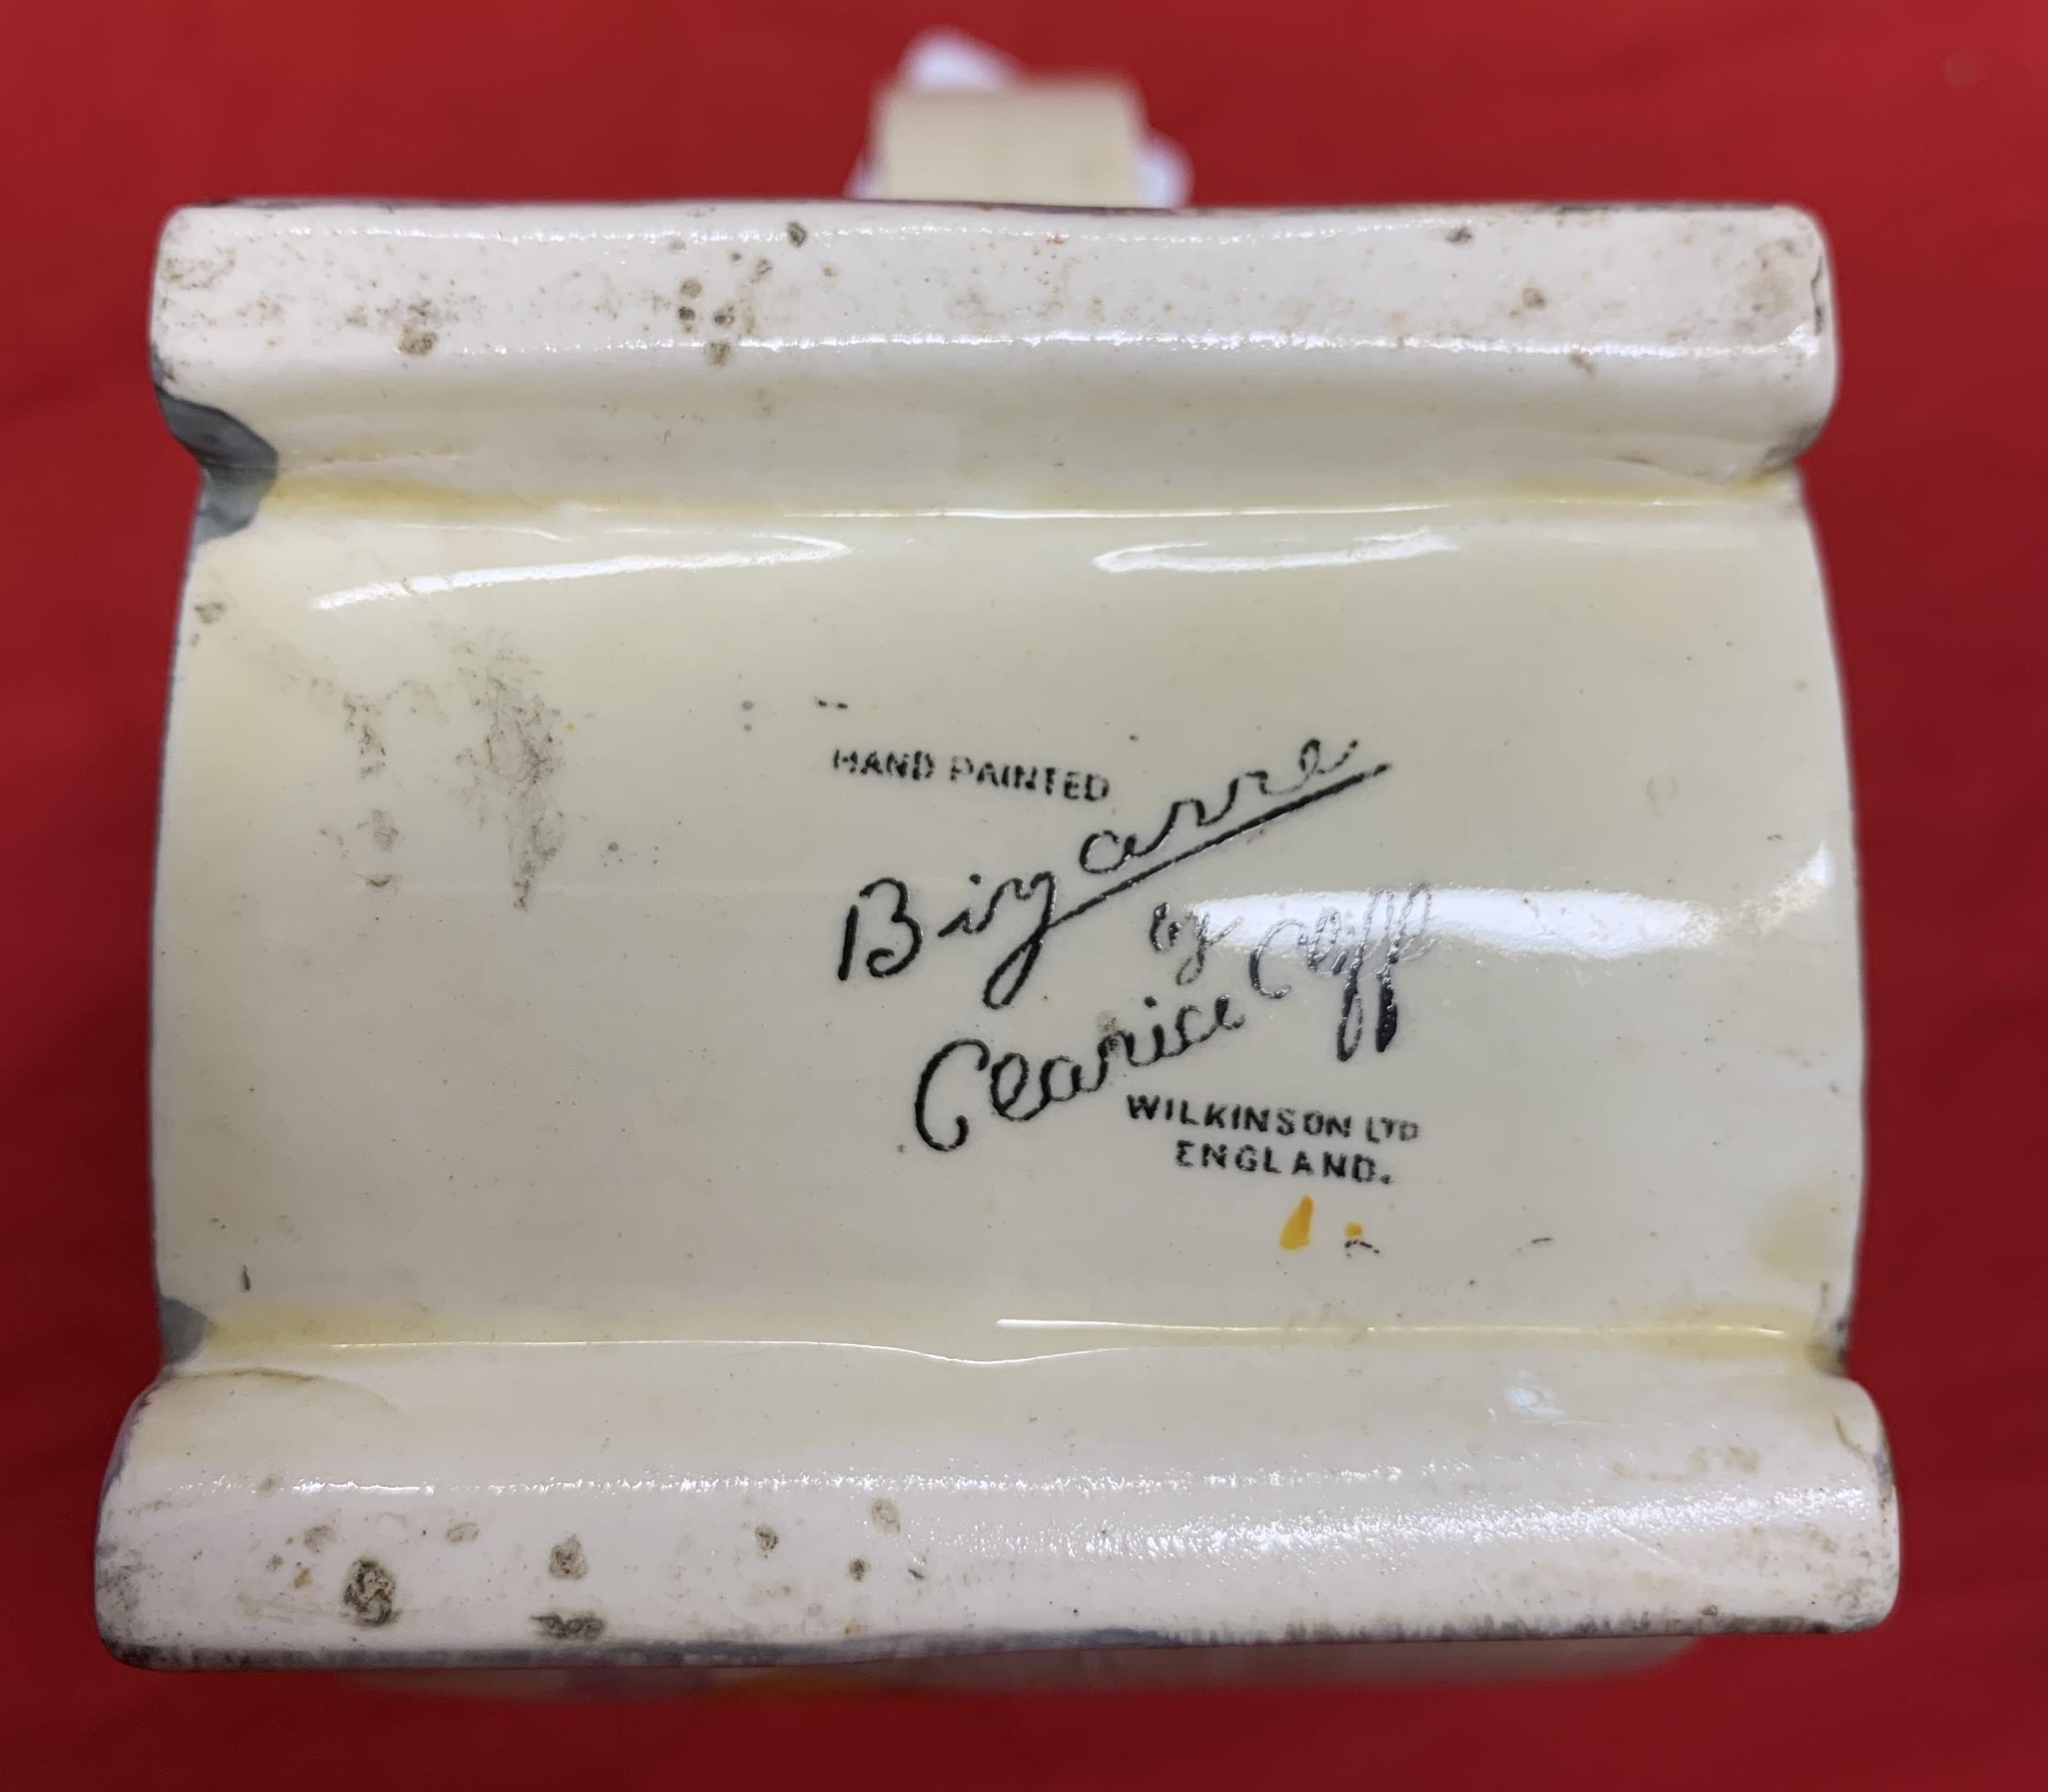 HAND PAINTED
Bizarre
by
Clarice Cliff
WILKINSON LTD
ENGLAND.